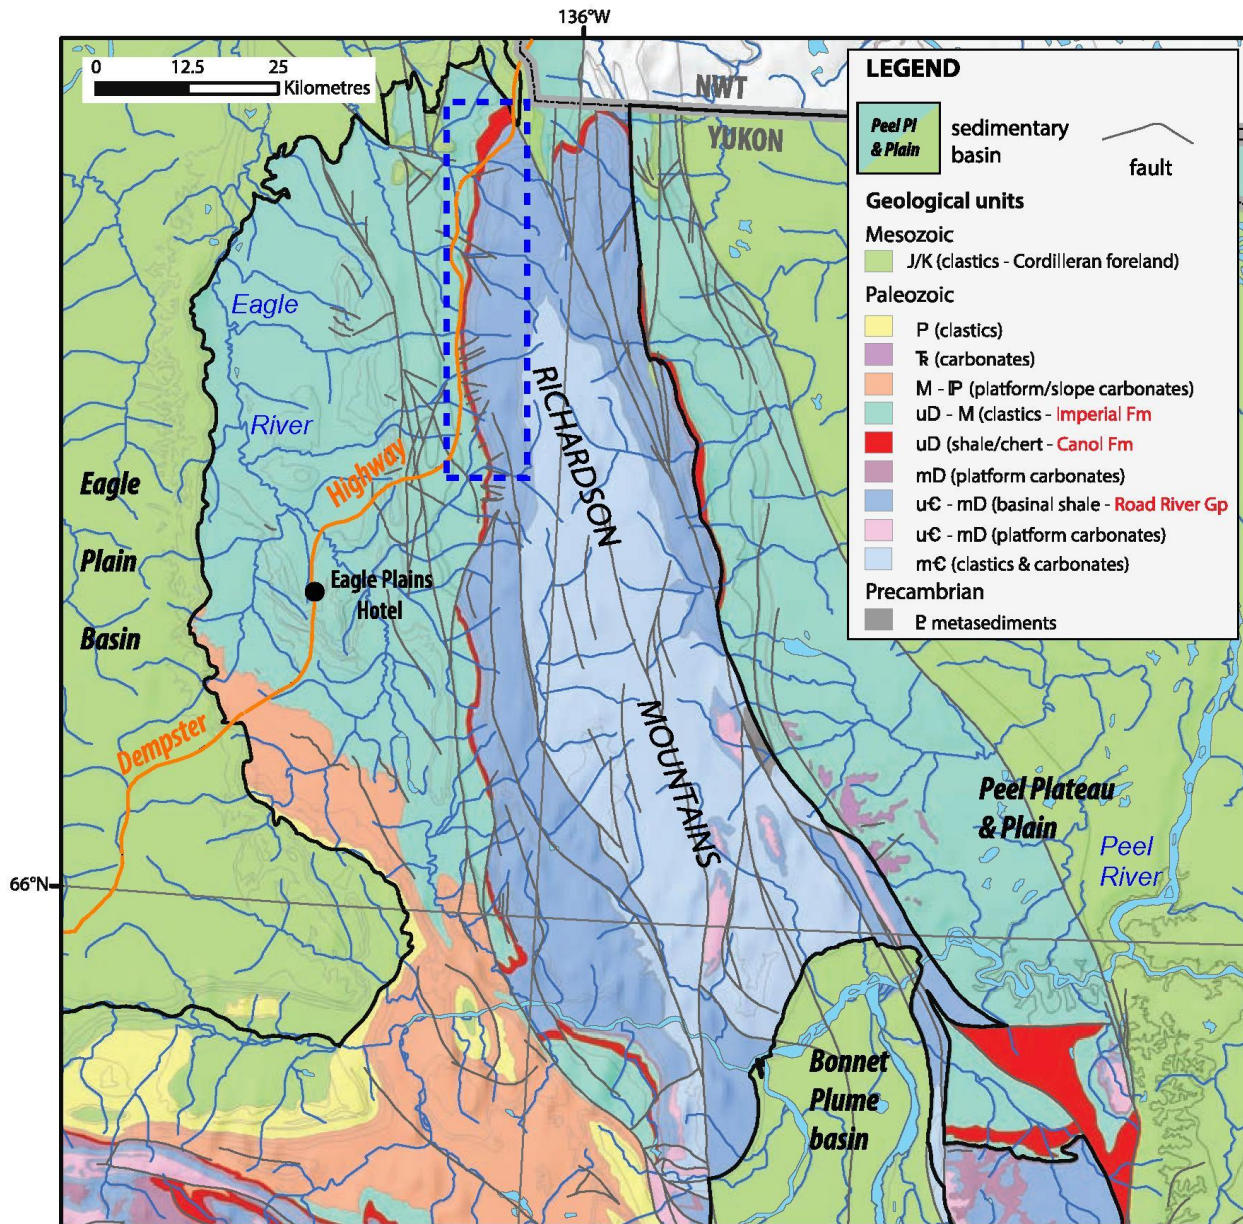 136°W
0 12.5 25
Kilometres
NWT
YUKON
Eagle
River
Highway
Eagle
Plain
Basin
Eagle Plains
Hotel
Dempster
RICHARDSON
MOUNTAINS
66°N
Peel Plateau
& Plain
Peel
River
Bonnet
Plume
basin
LEGEND
Peel Pl
& Plain
sedimentary
basin
fault
Geological units
Mesozoic
J/K (clastics - Cordilleran foreland)
Paleozoic
P (clastics)
Ƭ (carbonates)
M - IP (platform/slope carbonates)
uD - M (clastics - Imperial Fm)
uD (shale/chert - Canol Fm)
mD (platform carbonates)
uЄ - mD (basinal shale - Road River Gp
uЄ - mD (platform carbonates)
mЄ (clastics & carbonates)
Precambrian
P metasediments